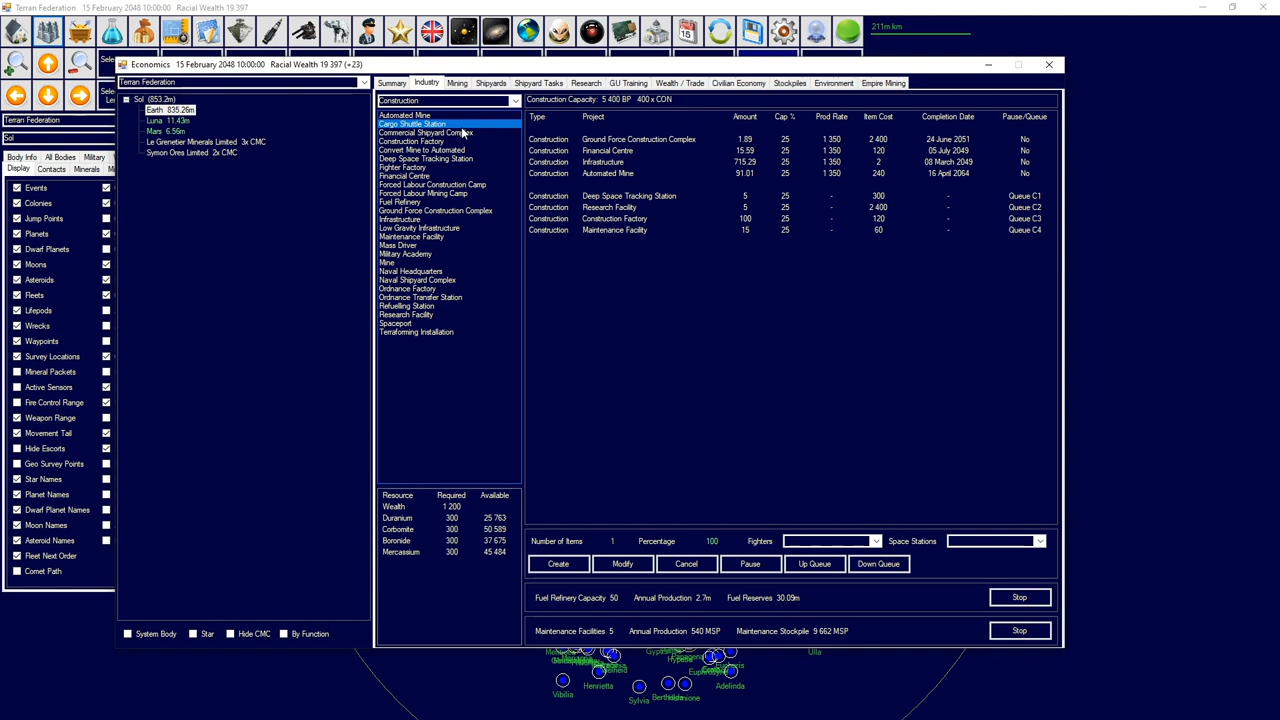 Terran Federation 15 February 2048 10:00:00 Racial Wealth 19 397
211m km
Economics 15 February 2048 10:00:00 Racial Wealth 19 397 (+23)
Terran Federation
Summary Industry Mining Shipyards Shipyard Tasks Research GU Training Wealth / Trade Civilian Economy Stockpiles Environment Empire Mining
Sol (853.2m)
Earth 835.26m
Luna 11.43m
Mars 6.56m
Le Grenetier Minerals Limited 3x CMC
Symon Ores Limited 2x CMC
System Body Star Hide CMC By Function
Terran Federation
Sol
Body Info All Bodies Military
Display Contacts Minerals
Events
Colonies
Jump Points
Planets
Dwarf Planets
Moons
Asteroids
Fleets
Lifepods
Wrecks
Waypoints
Survey Locations
Mineral Packets
Active Sensors
Fire Control Range
Weapon Range
Movement Tail
Hide Escorts
Geo Survey Points
Star Names
Planet Names
Dwarf Planet Names
Moon Names
Asteroid Names
Fleet Next Order
Comet Path
Construction
Automated Mine
Cargo Shuttle Station
Commercial Shipyard Complex
Construction Factory
Convert Mine to Automated
Deep Space Tracking Station
Fighter Factory
Financial Centre
Forced Labour Construction Camp
Forced Labour Mining Camp
Fuel Refinery
Ground Force Construction Complex
Infrastructure
Low Gravity Infrastructure
Maintenance Facility
Mass Driver
Military Academy
Mine
Naval Headquarters
Naval Shipyard Complex
Ordnance Factory
Ordnance Transfer Station
Refuelling Station
Research Facility
Spaceport
Terraforming Installation
Resource Required Available
Wealth 1 200
Duranium 300 25 763
Corbomite 300 50 589
Boronide 300 37 675
Mercassium 300 45 484
Construction Capacity: 5 400 BP 400 x CON
Type Project Amount Cap % Prod Rate Item Cost Completion Date Pause/Queue
Construction Ground Force Construction Complex 1.89 25 1 350 2 400 24 June 2051 No
Construction Financial Centre 15.59 25 1 350 120 05 July 2049 No
Construction Infrastructure 715.29 25 1 350 2 08 March 2049 No
Construction Automated Mine 91.01 25 1 350 240 16 April 2064 No
Construction Deep Space Tracking Station 5 25 - 300 - Queue C1
Construction Research Facility 5 25 - 2 400 - Queue C2
Construction Construction Factory 100 25 - 120 - Queue C3
Construction Maintenance Facility 15 25 - 60 - Queue C4
Number of Items 1 Percentage 100 Fighters Space Stations
Create Modify Cancel Pause Up Queue Down Queue
Fuel Refinery Capacity 50 Annual Production 2.7m Fuel Reserves 30.09m Stop
Maintenance Facilities 5 Annual Production 540 MSP Maintenance Stockpile 9 662 MSP Stop
Ulla
Vibilia
Henrietta
Sylvia
Adelinda